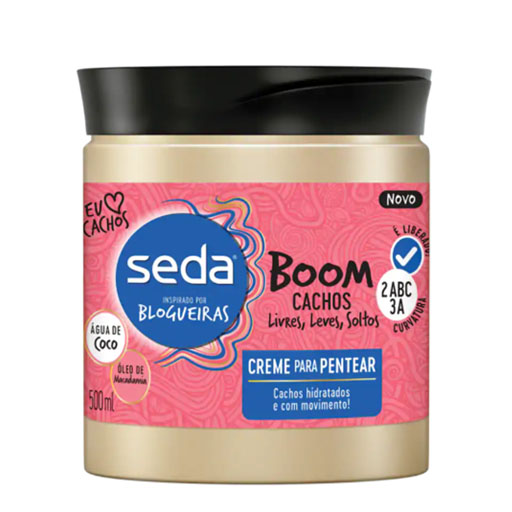 EU
CACHOS
seda
INSPIRADO POR
BLOGUEIRAS
ÁGUA DE
COCO
ÓLEO DE
Macadâmia
500ml
NOVO
BOOM
CACHOS
Livres, Leves, Soltos
É LIBERADO!
2ABC
3A
CURVATURA
CREME PARA PENTEAR
Cachos hidratados
e com movimento!